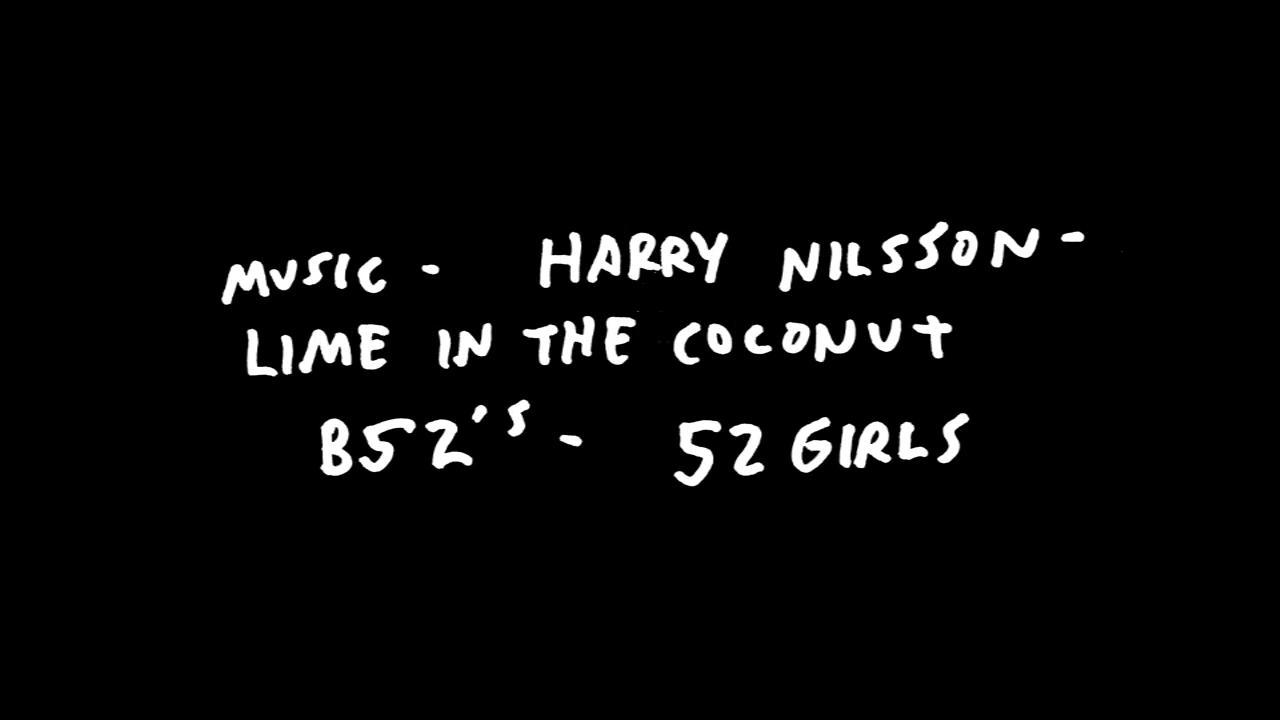 MUSIC - HARRY NILSSON -
LIME IN THE COCONUT
B52's - 52 GIRLS